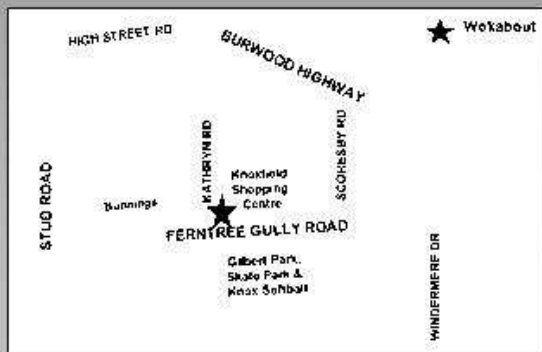 HIGH STREET RD
BURWOOD HIGHWAY
Wokabout
STUD ROAD
Bunnings
KATHRYN RD
Knoxfield
Shopping
Centre
SCORESBY RD
FERNTREE GULLY ROAD
Gilbert Park,
Skate Park &
Knox Softball
WINDERMERE DR